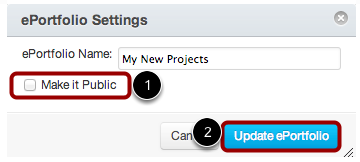 ePortfolio Settings
ePortfolio Name: My New Projects
Make it Public 1
2 Update ePortfolio